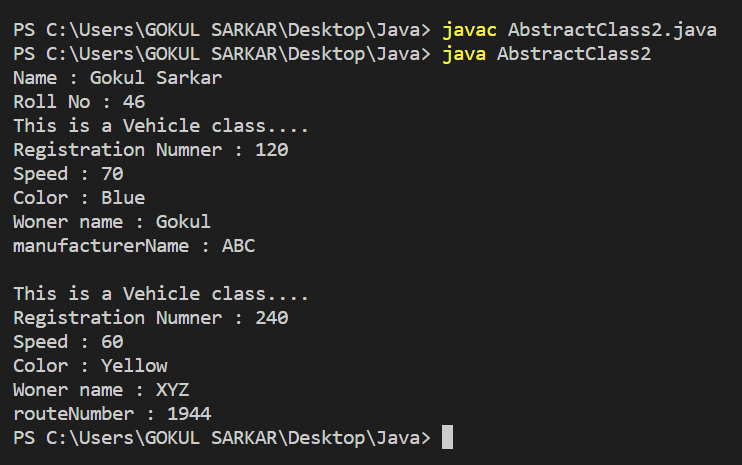 PS C:\Users\GOKUL SARKAR\Desktop\Java> javac AbstractClass2.java
PS C:\Users\GOKUL SARKAR\Desktop\Java> java AbstractClass2
Name : Gokul Sarkar
Roll No : 46
This is a Vehicle class....
Registration Numner : 120
Speed : 70
Color : Blue
Woner name : Gokul
manufacturerName : ABC

This is a Vehicle class....
Registration Numner : 240
Speed : 60
Color : Yellow
Woner name : XYZ
routeNumber : 1944
PS C:\Users\GOKUL SARKAR\Desktop\Java>